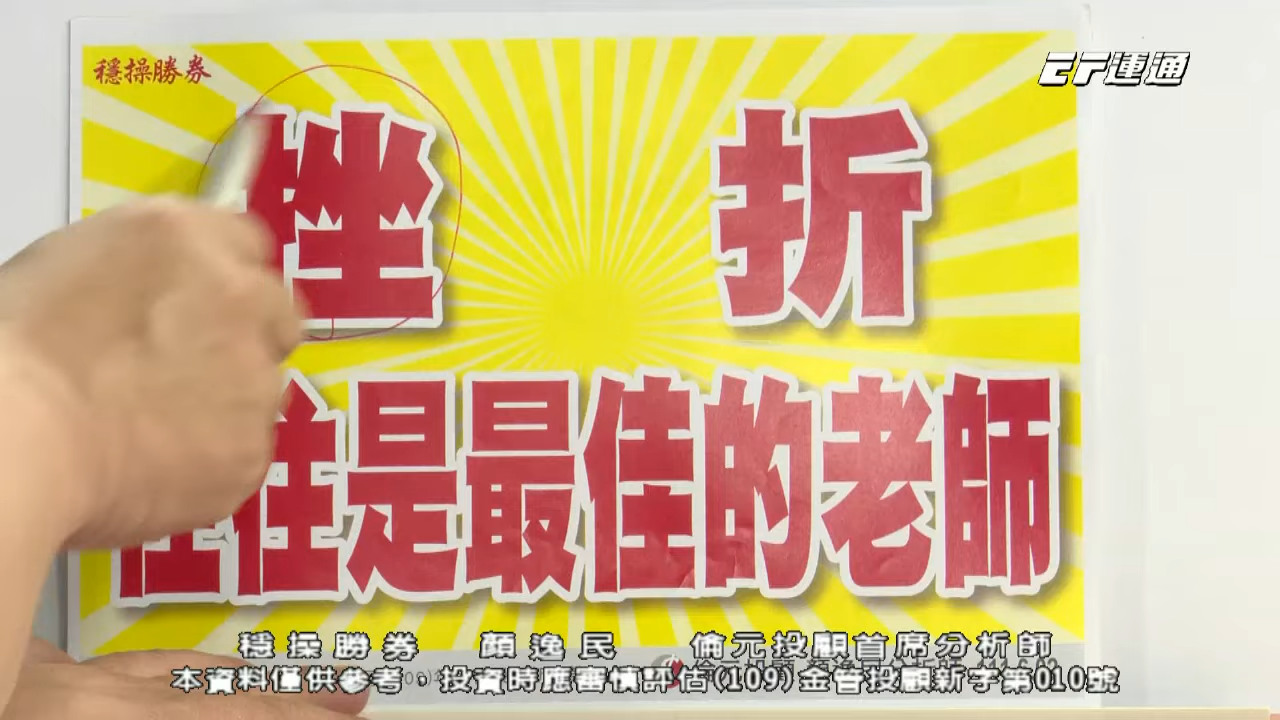 穩操勝券
EF運通
挫 折
往往是最佳的老師
穩操勝券 顏逸民 倫元投顧首席分析師
本資料僅供參考，投資時應審慎評估(109)金管投顧新字第010號